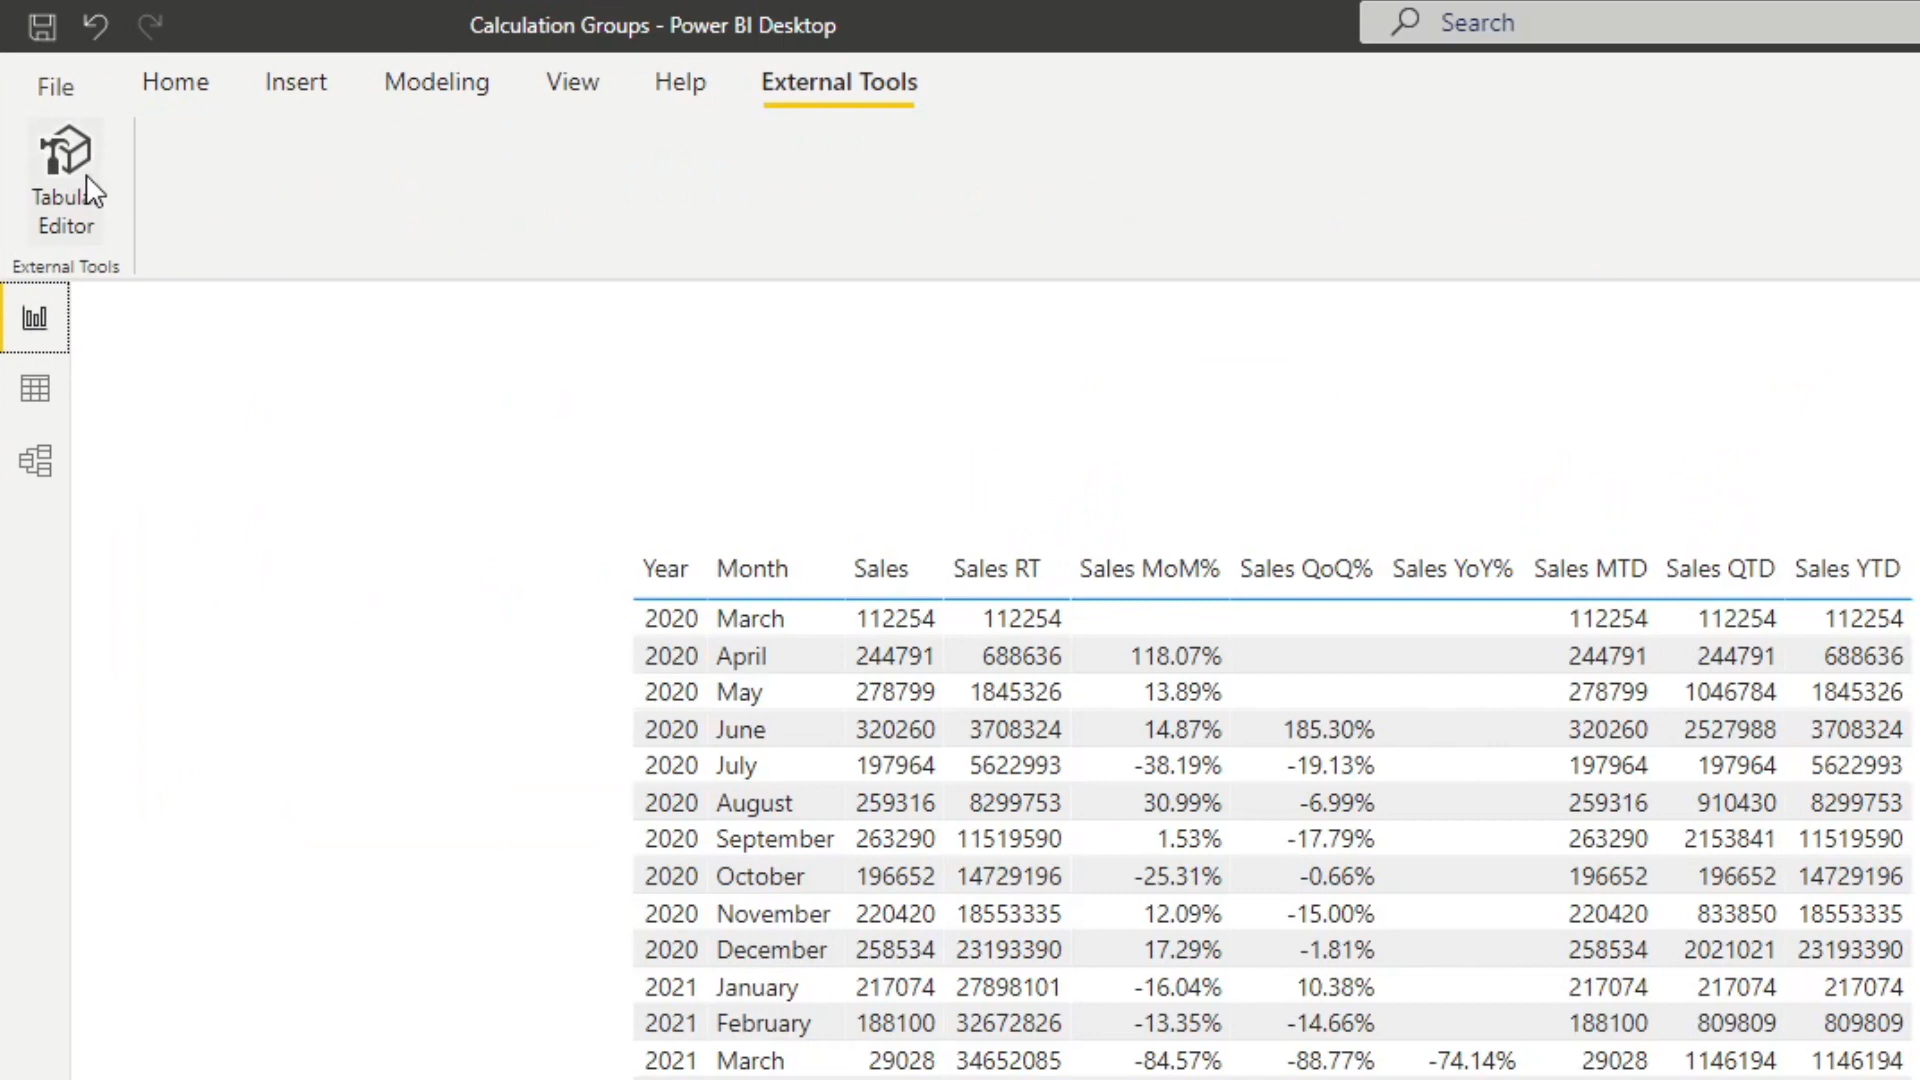 Calculation Groups - Power BI Desktop
Search
File Home Insert Modeling View Help External Tools
Tabular
Editor
External Tools
Year Month Sales Sales RT Sales MoM% Sales QoQ% Sales YoY% Sales MTD Sales QTD Sales YTD
2020 March 112254 112254 112254 112254 112254
2020 April 244791 688636 118.07% 244791 244791 688636
2020 May 278799 1845326 13.89% 278799 1046784 1845326
2020 June 320260 3708324 14.87% 185.30% 320260 2527988 3708324
2020 July 197964 5622993 -38.19% -19.13% 197964 197964 5622993
2020 August 259316 8299753 30.99% -6.99% 259316 910430 8299753
2020 September 263290 11519590 1.53% -17.79% 263290 2153841 11519590
2020 October 196652 14729196 -25.31% -0.66% 196652 196652 14729196
2020 November 220420 18553335 12.09% -15.00% 220420 833850 18553335
2020 December 258534 23193390 17.29% -1.81% 258534 2021021 23193390
2021 January 217074 27898101 -16.04% 10.38% 217074 217074 217074
2021 February 188100 32672826 -13.35% -14.66% 188100 809809 809809
2021 March 29028 34652085 -84.57% -88.77% -74.14% 29028 1146194 1146194